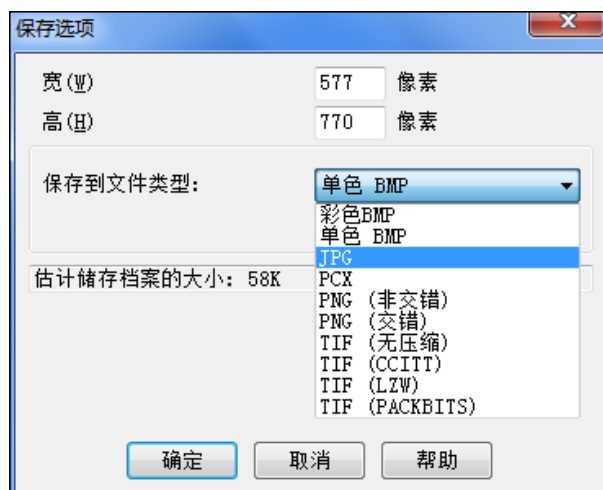 保存选项
宽(W) 577 像素
高(H) 770 像素
保存到文件类型: 单色 BMP
彩色BMP
单色 BMP
JPG
估计储存档案的大小: 58K
PCX
PNG (非交错)
PNG (交错)
TIF (无压缩)
TIF (CCITT)
TIF (LZW)
TIF (PACKBITS)
确定 取消 帮助